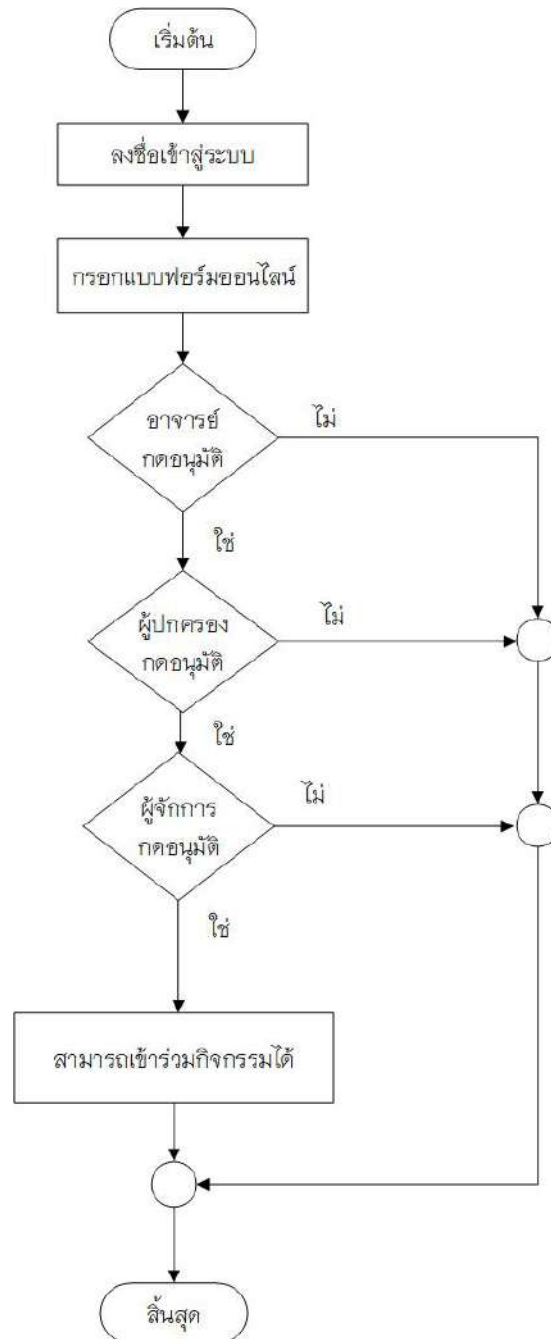 เริ่มต้น
ลงชื่อเข้าสู่ระบบ
กรอกแบบฟอร์มออนไลน์
อาจารย์
กดอนุมัติ
ไม่
ใช่
ผู้ปกครอง
กดอนุมัติ
ไม่
ใช่
ผู้จักการ
กดอนุมัติ
ไม่
ใช่
สามารถเข้าร่วมกิจกรรมได้
สิ้นสุด